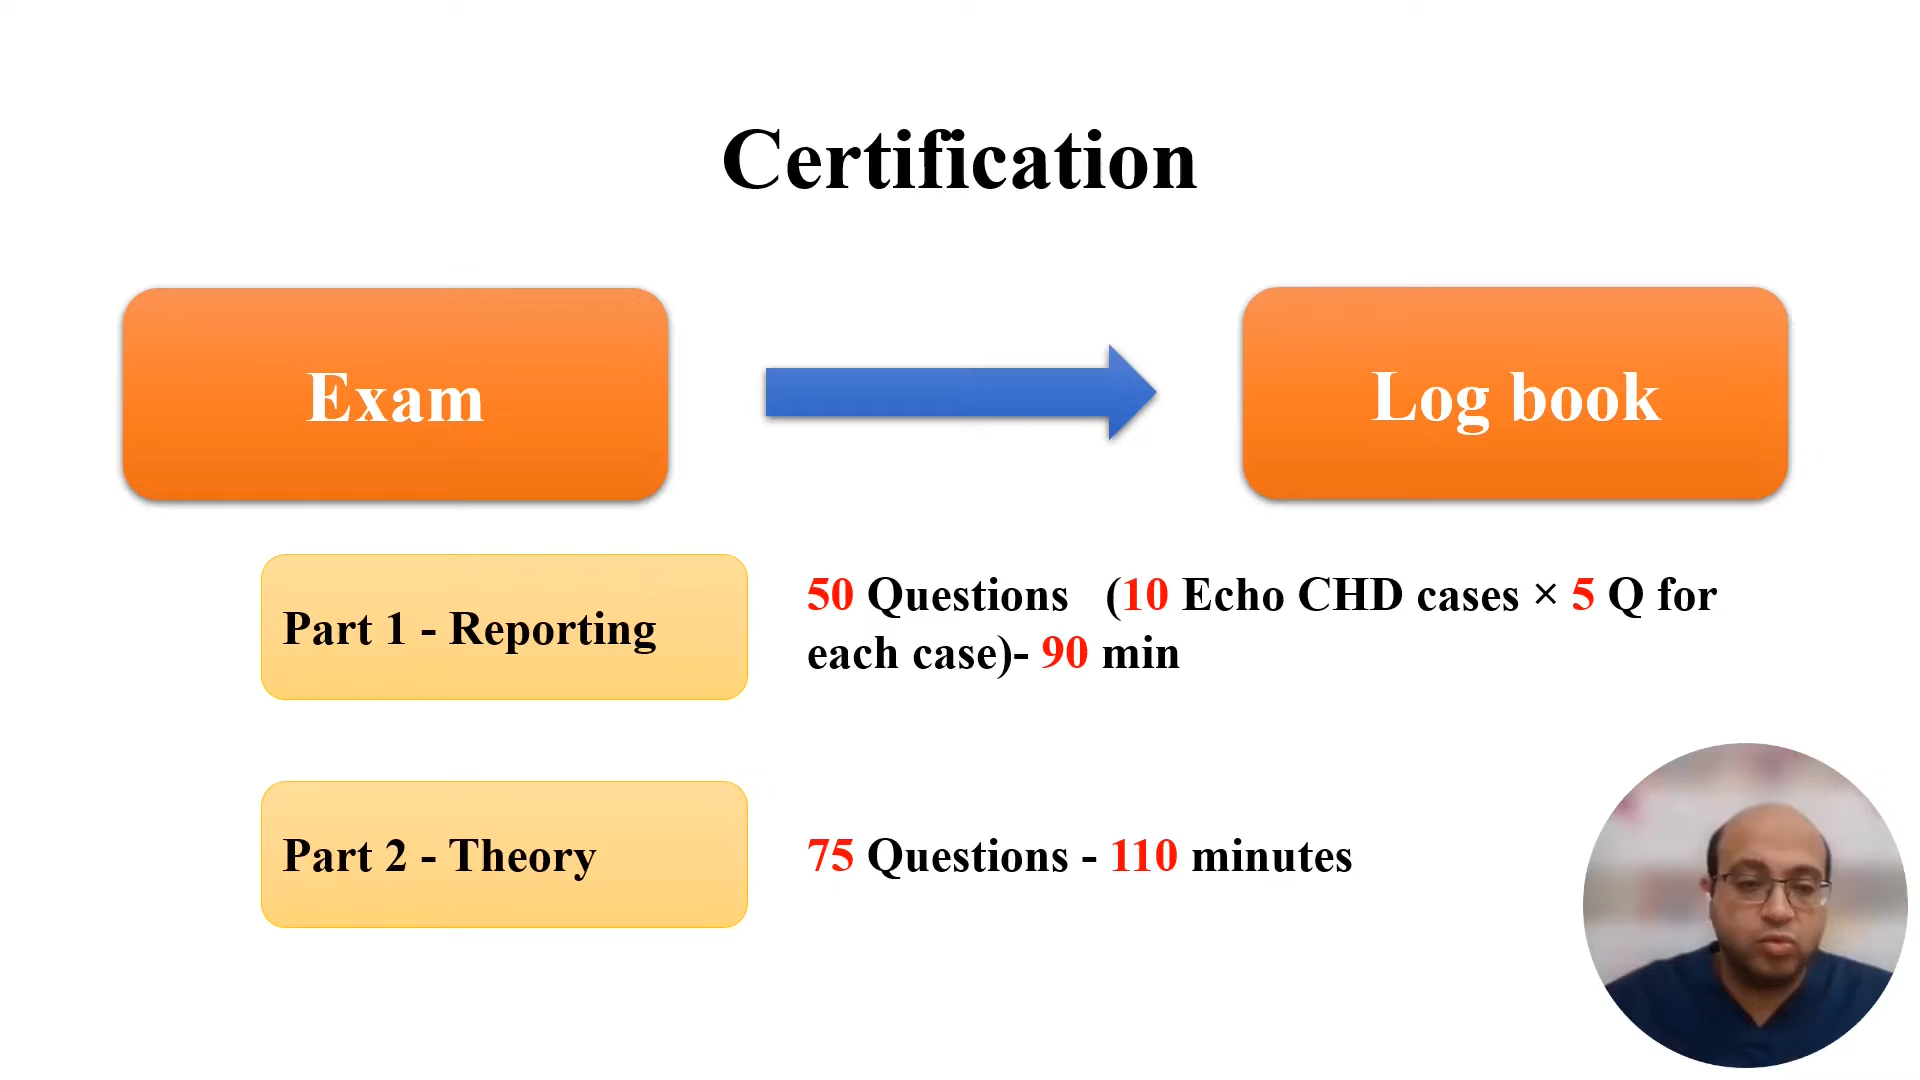 Certification
Exam
Log book
Part 1 - Reporting
50 Questions (10 Echo CHD cases × 5 Q for
each case)- 90 min
Part 2 - Theory
75 Questions - 110 minutes